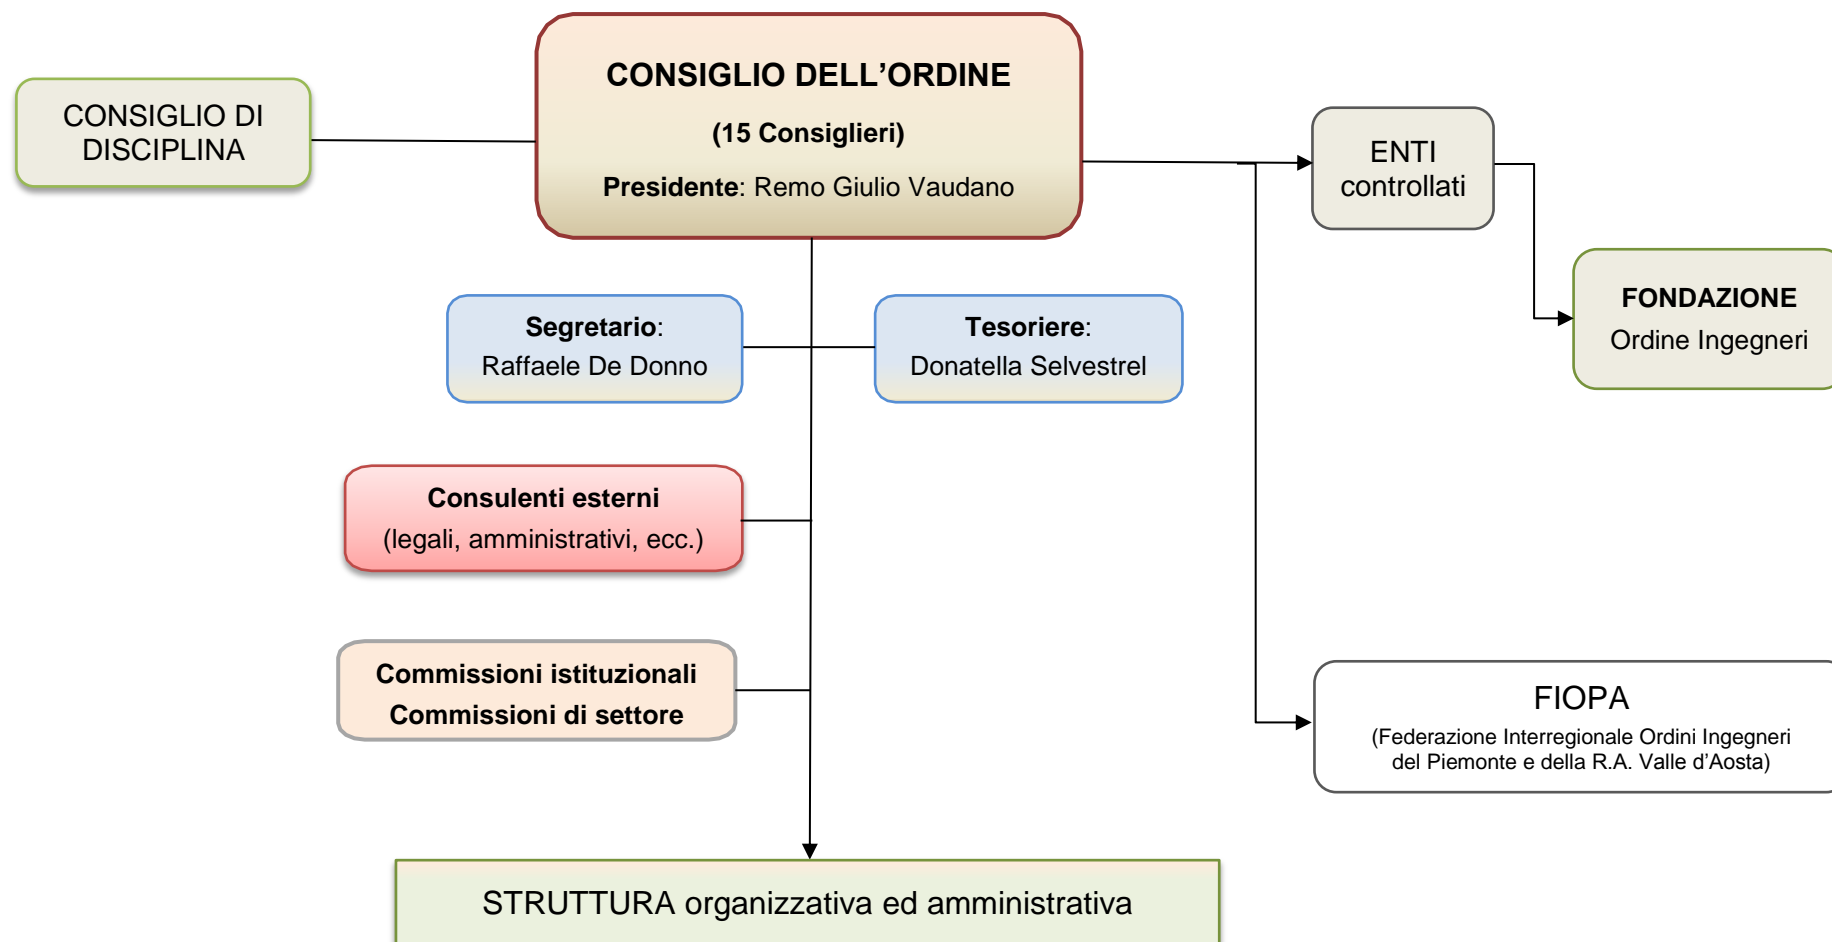 CONSIGLIO DI
DISCIPLINA
CONSIGLIO DELL’ORDINE
(15 Consiglieri)
Presidente: Remo Giulio Vaudano
ENTI
controllati
FONDAZIONE
Ordine Ingegneri
Segretario:
Raffaele De Donno
Tesoriere:
Donatella Selvestrel
Consulenti esterni
(legali, amministrativi, ecc.)
Commissioni istituzionali
Commissioni di settore
FIOPA
(Federazione Interregionale Ordini Ingegneri
del Piemonte e della R.A. Valle d’Aosta)
STRUTTURA organizzativa ed amministrativa